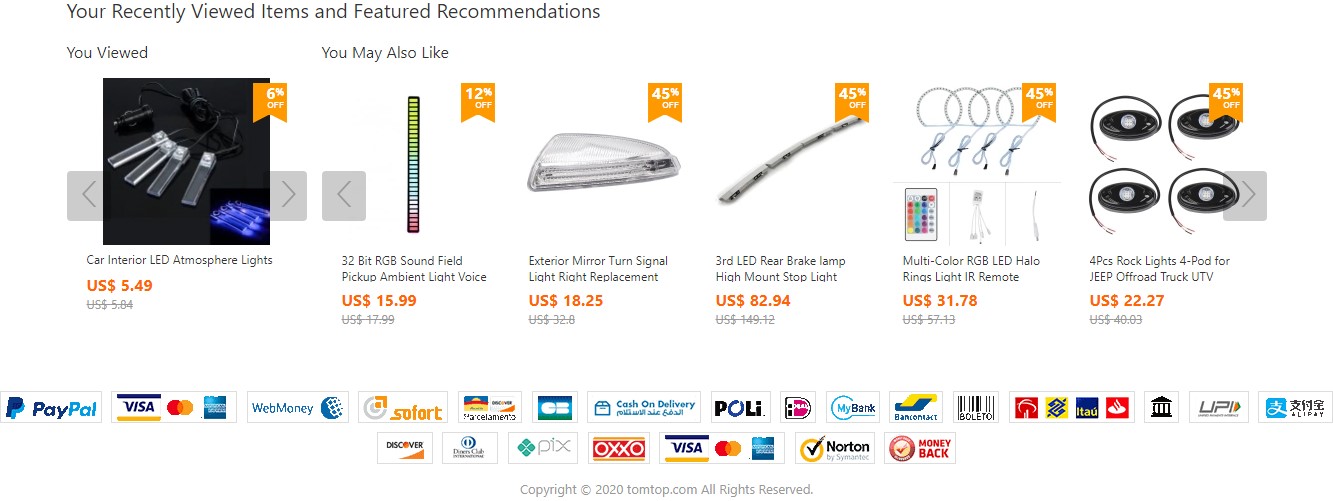 Your Recently Viewed Items and Featured Recommendations
You Viewed
You May Also Like
6%
OFF
Car Interior LED Atmosphere Lights
US$ 5.49
US$ 5.84
12%
OFF
32 Bit RGB Sound Field
Pickup Ambient Light Voice
US$ 15.99
US$ 17.99
45%
OFF
Exterior Mirror Turn Signal
Light Right Replacement
US$ 18.25
US$ 32.8
45%
OFF
3rd LED Rear Brake lamp
High Mount Stop Light
US$ 82.94
US$ 149.12
45%
OFF
Multi-Color RGB LED Halo
Rings Light IR Remote
US$ 31.78
US$ 57.13
45%
OFF
4Pcs Rock Lights 4-Pod for
JEEP Offroad Truck UTV
US$ 22.27
US$ 40.03
PayPal
VISA
WebMoney
sofort
VISA DISCOVER
Parcelamento
CB
Cash On Delivery
الدفع عند الاستلام
POLi
iDEAL
MyBank
Bancontact
BOLETO
Itaú
UPI
支付宝
ALIPAY
DISCOVER
Diners Club
INTERNATIONAL
pix
OXXO
VISA
Norton
by Symantec
MONEY
BACK
Copyright © 2020 tomtop.com All Rights Reserved.